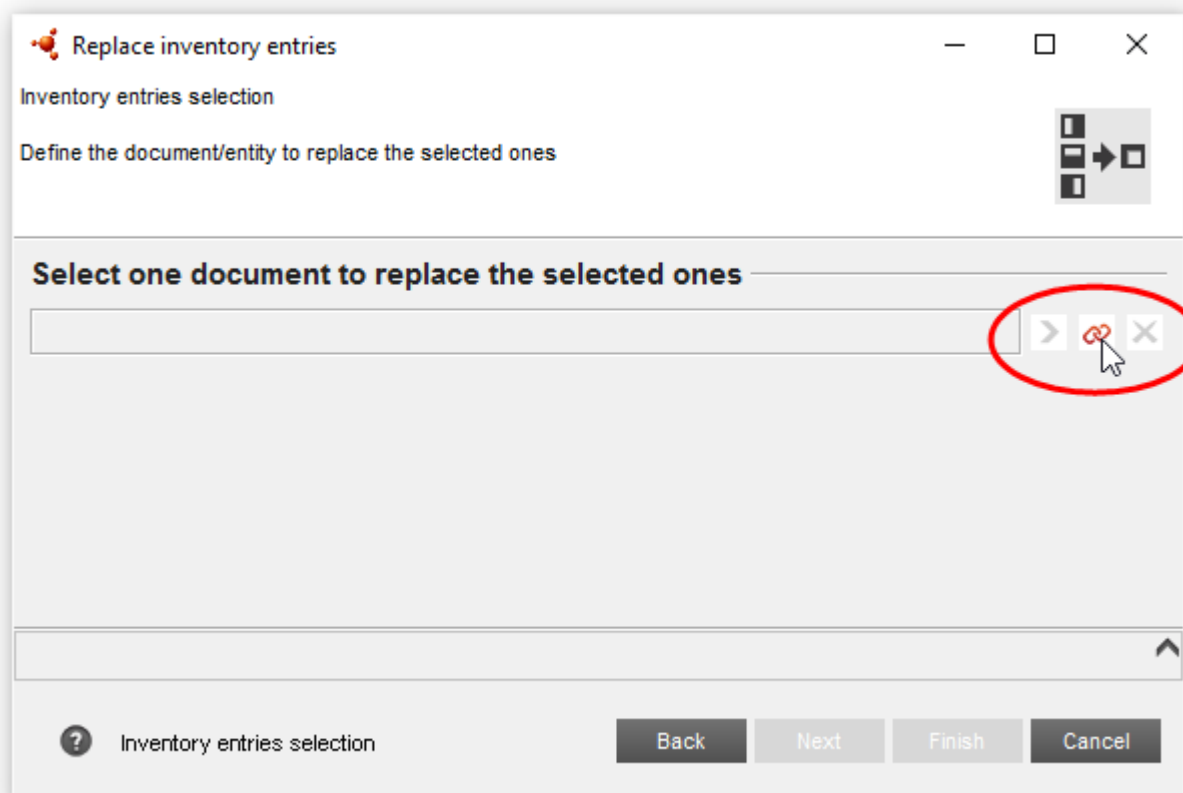 Replace inventory entries
Inventory entries selection
Define the document/entity to replace the selected ones
Select one document to replace the selected ones
Inventory entries selection
Back
Next
Finish
Cancel